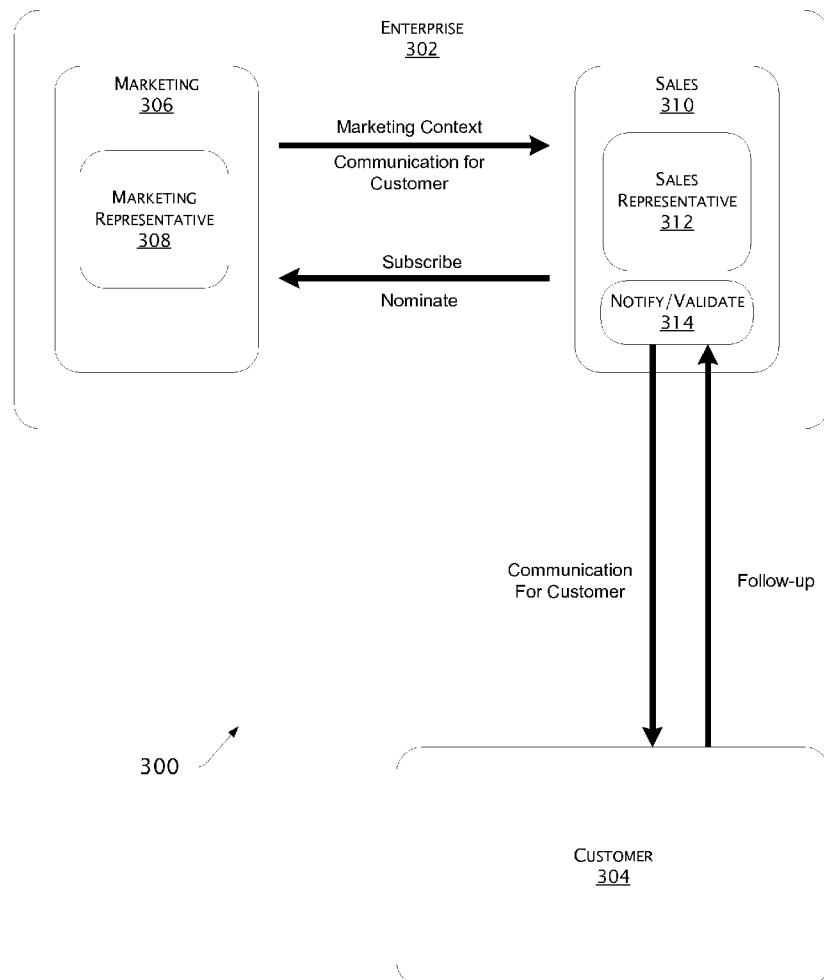 ENTERPRISE
302
MARKETING
306
SALES
310
Marketing Context
Communication for
Customer
MARKETING
REPRESENTATIVE
308
SALES
REPRESENTATIVE
312
Subscribe
Nominate
NOTIFY/VALIDATE
314
Communication
For Customer
Follow-up
300
CUSTOMER
304